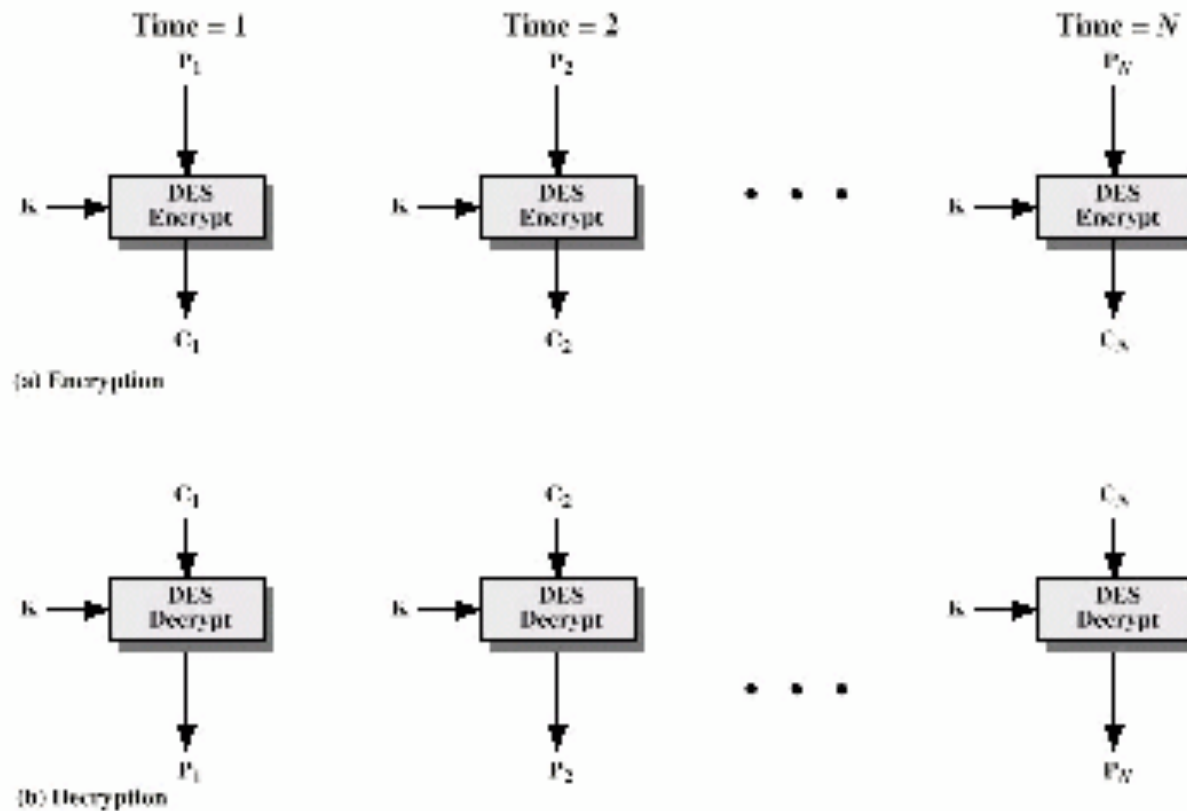 Time = 1 Time = 2 Time = N
P1 P2 PN
K DES Encrypt K DES Encrypt K DES Encrypt
C1 C2 CN
(a) Encryption
C1 C2 CN
K DES Decrypt K DES Decrypt K DES Decrypt
P1 P2 PN
(b) Decryption